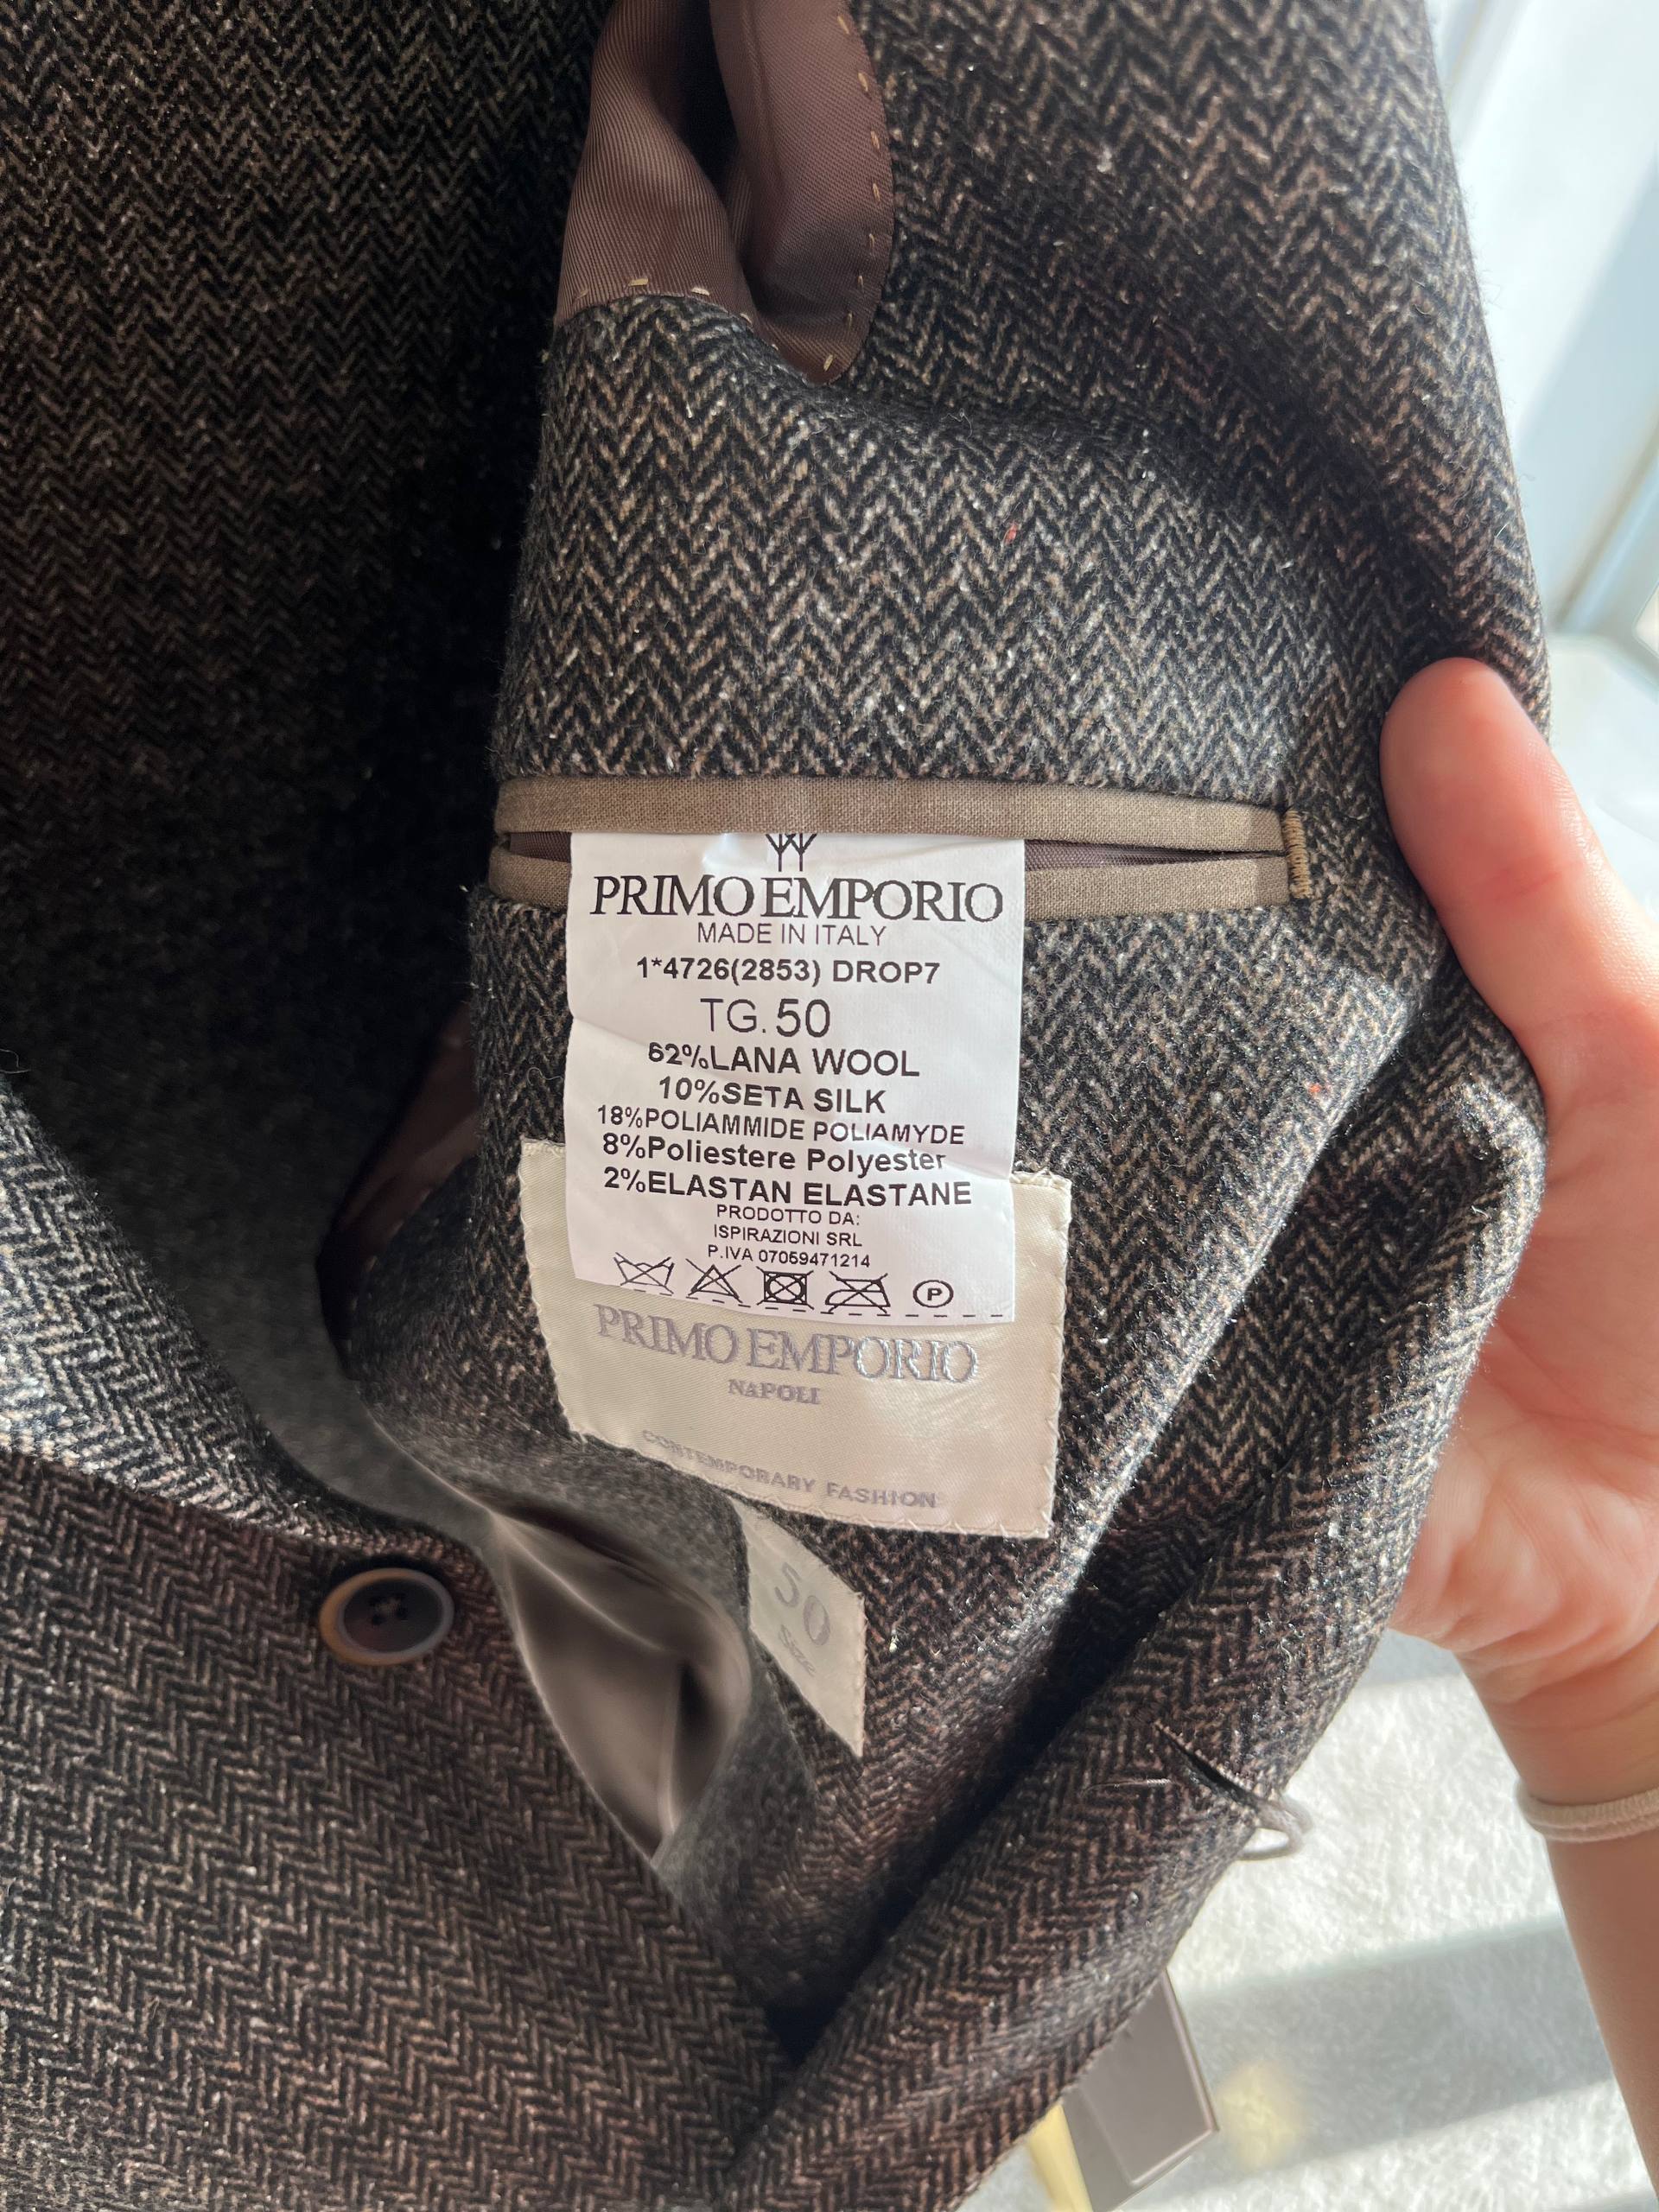 PRIMO EMPORIO
MADE IN ITALY
1*4726(2853) DROP7
TG. 50
62%LANA WOOL
10%SETA SILK
18%POLIAMMIDE POLIAMYDE
8%Poliestere Polyester
2%ELASTAN ELASTANE
PRODOTTO DA:
ISPIRAZIONI SRL
P.IVA 07059471214
P
PRIMO EMPORIO
NAPOLI
CONTEMPORARY FASHION
50